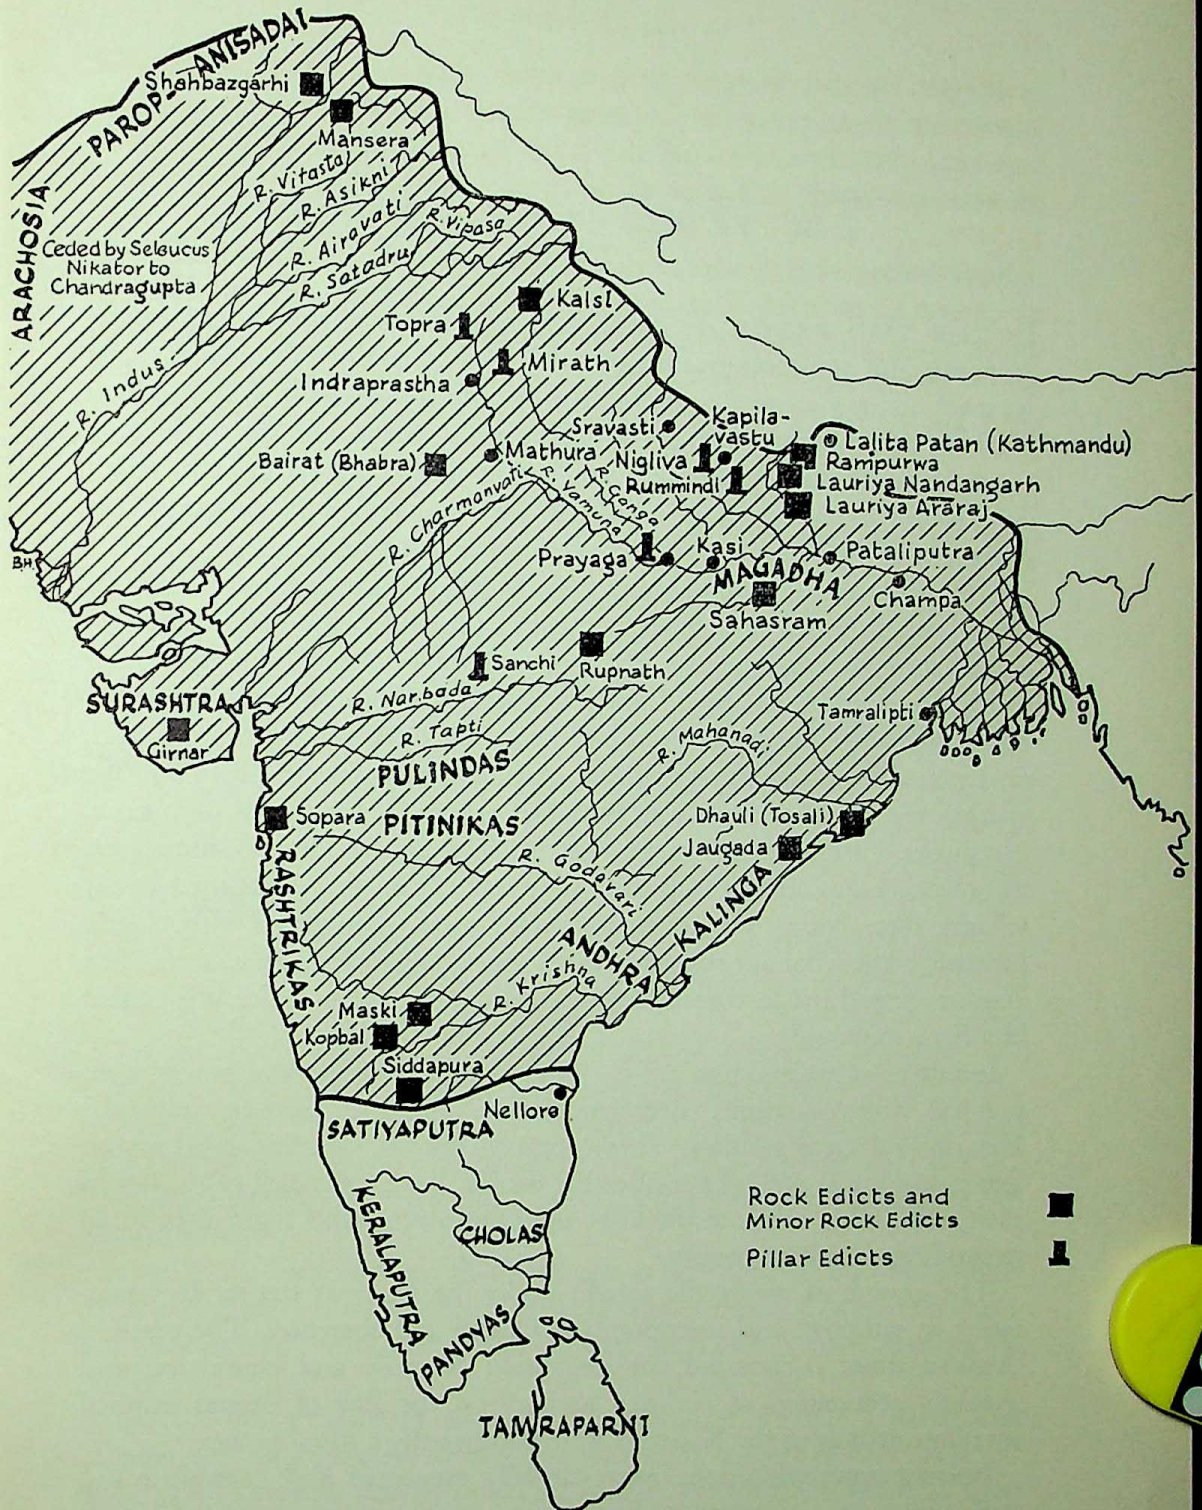 PAROP-ANISADAI
Shahbazgarhi
Mansera
R. Vitasta
R. Asikni
R. Airavati
R. Vipasa
R. Satadru
ARACHOSIA
Ceded by Seleucus
Nikator to
Chandragupta
R. Indus
Kalsi
Topra
Mirath
Indraprastha
Sravasti
Kapila-
vastu
Lalita Patan (Kathmandu)
Bairat (Bhabra)
Mathura
Nigliva
Rampurwa
Rummindi
Lauriya Nandangarh
Lauriya Araraj
R. Charmanvati
R. Yamuna
R. Ganga
Prayaga
Kasi
Pataliputra
MAGADHA
Champa
Sahasram
B.H.
Sanchi
Rupnath
R. Narbada
SURASHTRA
Girnar
R. Tapti
Tamralipti
R. Mahanadi
PULINDAS
Sopara
PITINIKAS
Dhauli (Tosali)
Jaugada
RASHTRIKAS
R. Godavari
KALINGA
ANDHRA
R. Krishna
Maski
Kopbal
Siddapura
Nellore
SATIYAPUTRA
KERALAPUTRA
CHOLAS
PANDYAS
TAMRAPARNI
Rock Edicts and
Minor Rock Edicts
Pillar Edicts